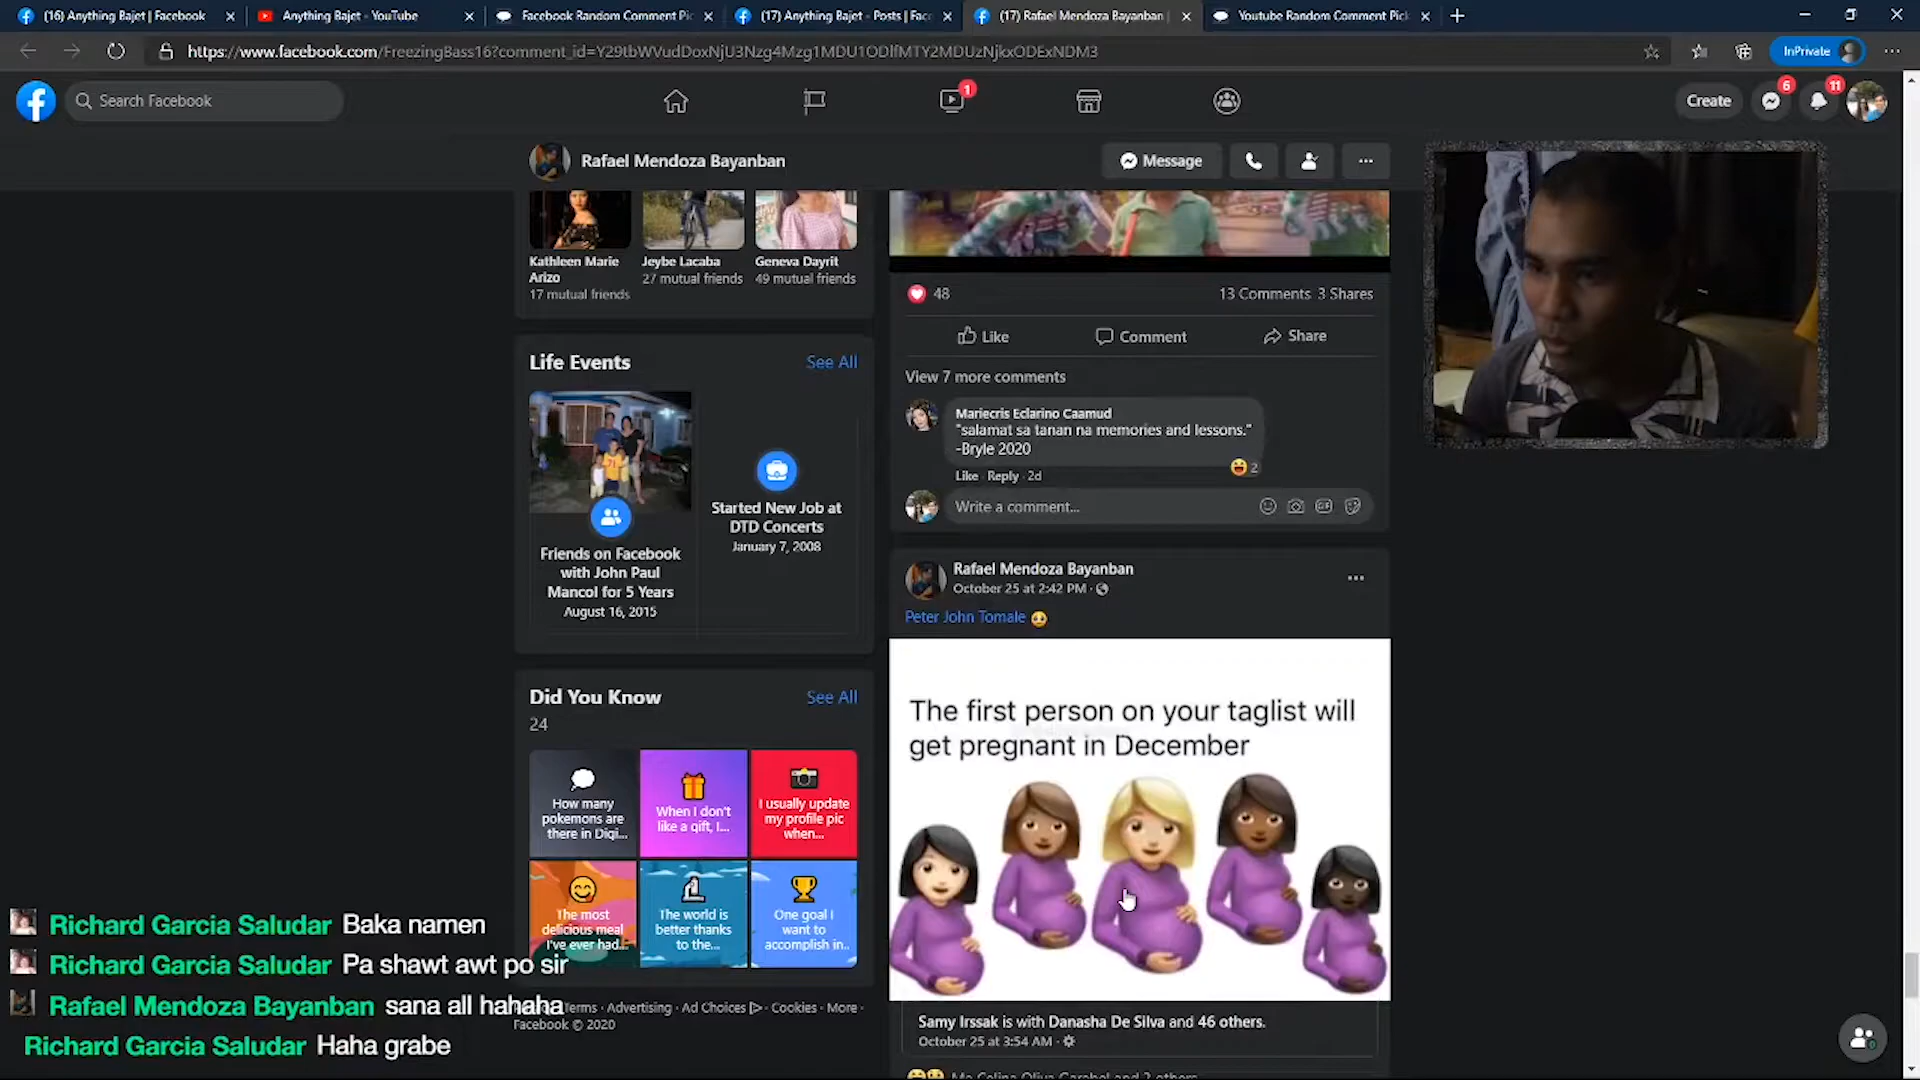 (16) Anything Bajet | Facebook
Anything Bajet - YouTube
Facebook Random Comment Pic
(17) Anything Bajet - Posts | Fac
(17) Rafael Mendoza Bayanban |
Youtube Random Comment Pick
https://www.facebook.com/FreezingBass16?comment_id=Y29tbWVudDoxNjU3Nzg4Mzg1MDU1ODlfMTY2MDUzNjkxODExNDM3
InPrivate
Search Facebook
1
Create
6
11
Rafael Mendoza Bayanban
Message
Kathleen Marie Arizo
17 mutual friends
Jeybe Lacaba
27 mutual friends
Geneva Dayrit
49 mutual friends
Life Events
See All
Friends on Facebook
with John Paul
Mancol for 5 Years
August 16, 2015
Started New Job at
DTD Concerts
January 7, 2008
Did You Know
See All
24
How many
pokemons are
there in Digi...
When I don't
like a gift, I...
I usually update
my profile pic
when...
The most
delicious meal
I've ever had...
The world is
better thanks
to the...
One goal I
want to
accomplish in..
Terms · Advertising · Ad Choices · Cookies · More ·
Facebook © 2020
48
13 Comments 3 Shares
Like
Comment
Share
View 7 more comments
Mariecris Eclarino Caamud
"salamat sa tanan na memories and lessons."
-Bryle 2020
2
Like · Reply · 2d
Write a comment...
GIF
Rafael Mendoza Bayanban
October 25 at 2:42 PM ·
Peter John Tomale
The first person on your taglist will
get pregnant in December
Samy Irssak is with Danasha De Silva and 46 others.
October 25 at 3:54 AM ·
Richard Garcia Saludar Baka namen
Richard Garcia Saludar Pa shawt awt po sir
Rafael Mendoza Bayanban sana all hahaha
Richard Garcia Saludar Haha grabe